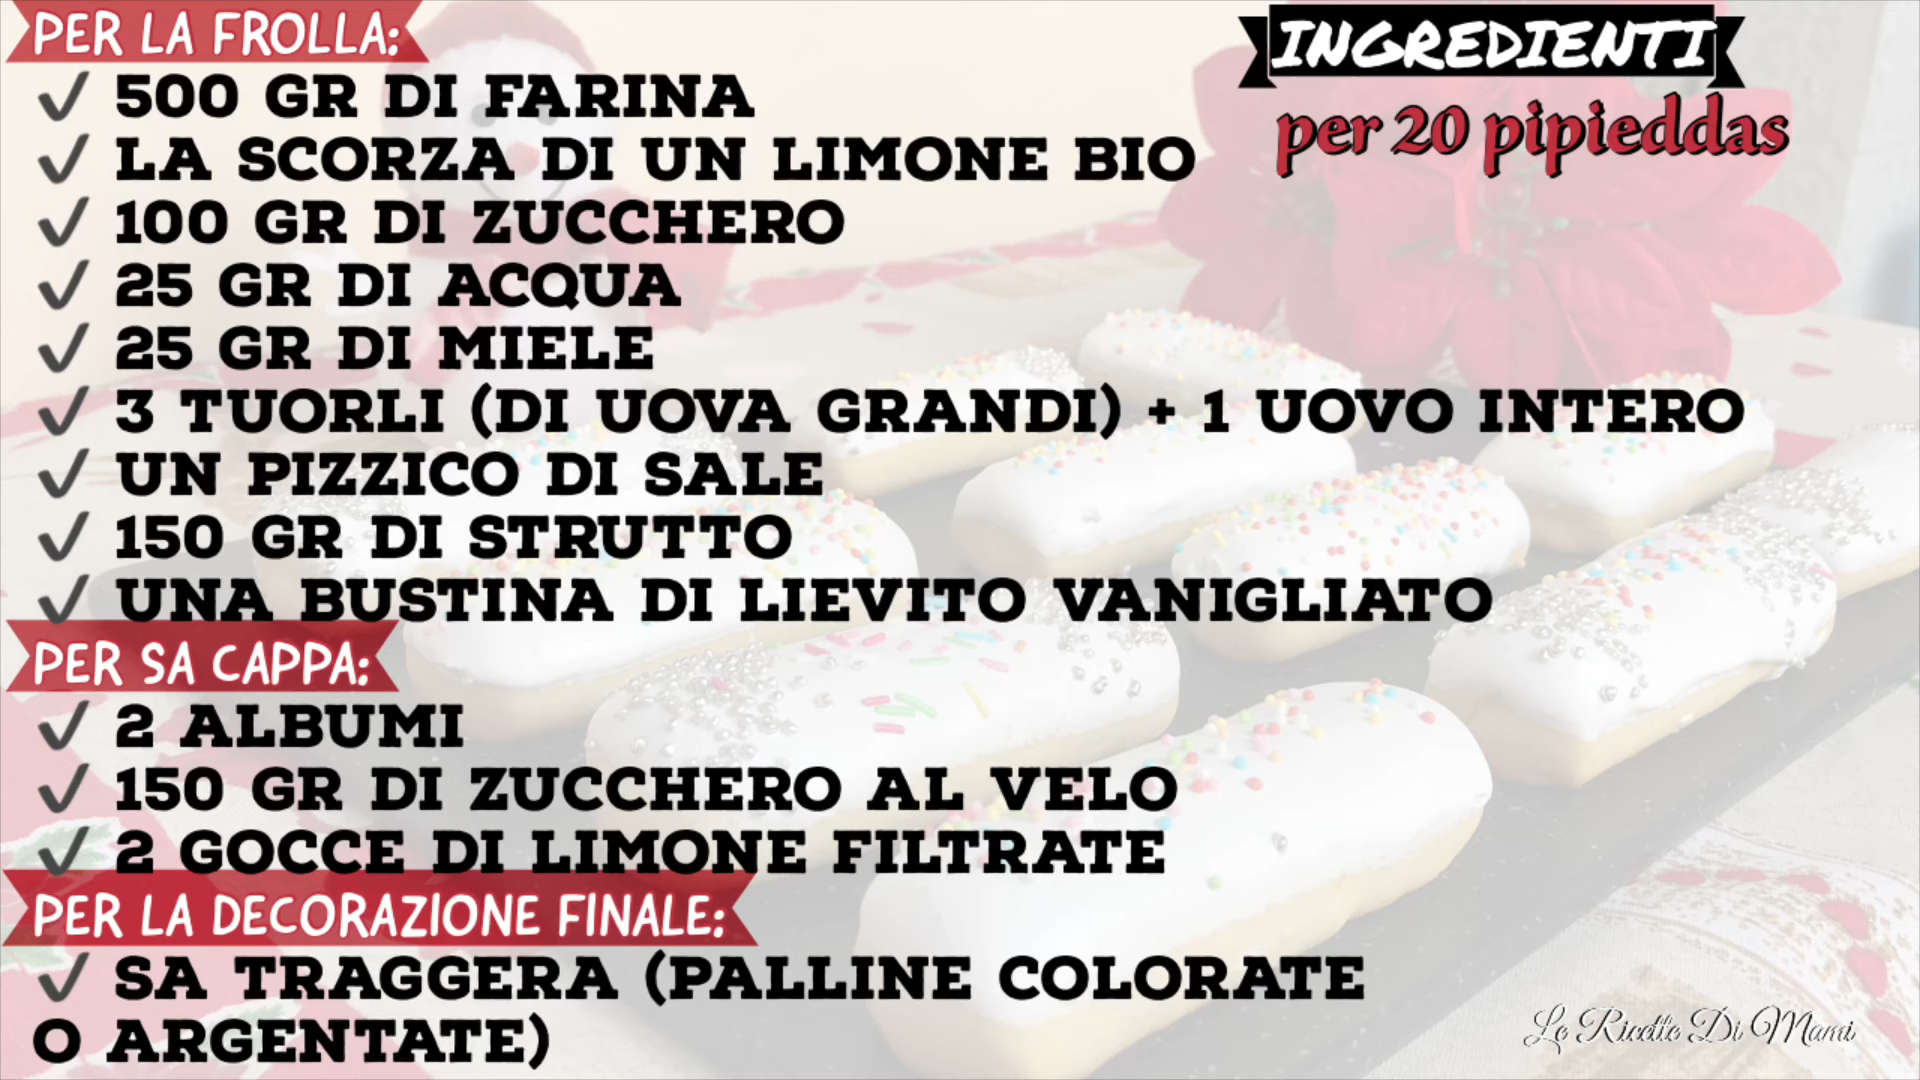 PER LA FROLLA:
✓ 500 GR DI FARINA
✓ LA SCORZA DI UN LIMONE BIO
✓ 100 GR DI ZUCCHERO
✓ 25 GR DI ACQUA
✓ 25 GR DI MIELE
✓ 3 TUORLI (DI UOVA GRANDI) + 1 UOVO INTERO
✓ UN PIZZICO DI SALE
✓ 150 GR DI STRUTTO
✓ UNA BUSTINA DI LIEVITO VANIGLIATO
PER SA CAPPA:
✓ 2 ALBUMI
✓ 150 GR DI ZUCCHERO AL VELO
✓ 2 GOCCE DI LIMONE FILTRATE
PER LA DECORAZIONE FINALE:
✓ SA TRAGGERA (PALLINE COLORATE
O ARGENTATE)
INGREDIENTI
per 20 pipieddas
Le Ricette Di Mami